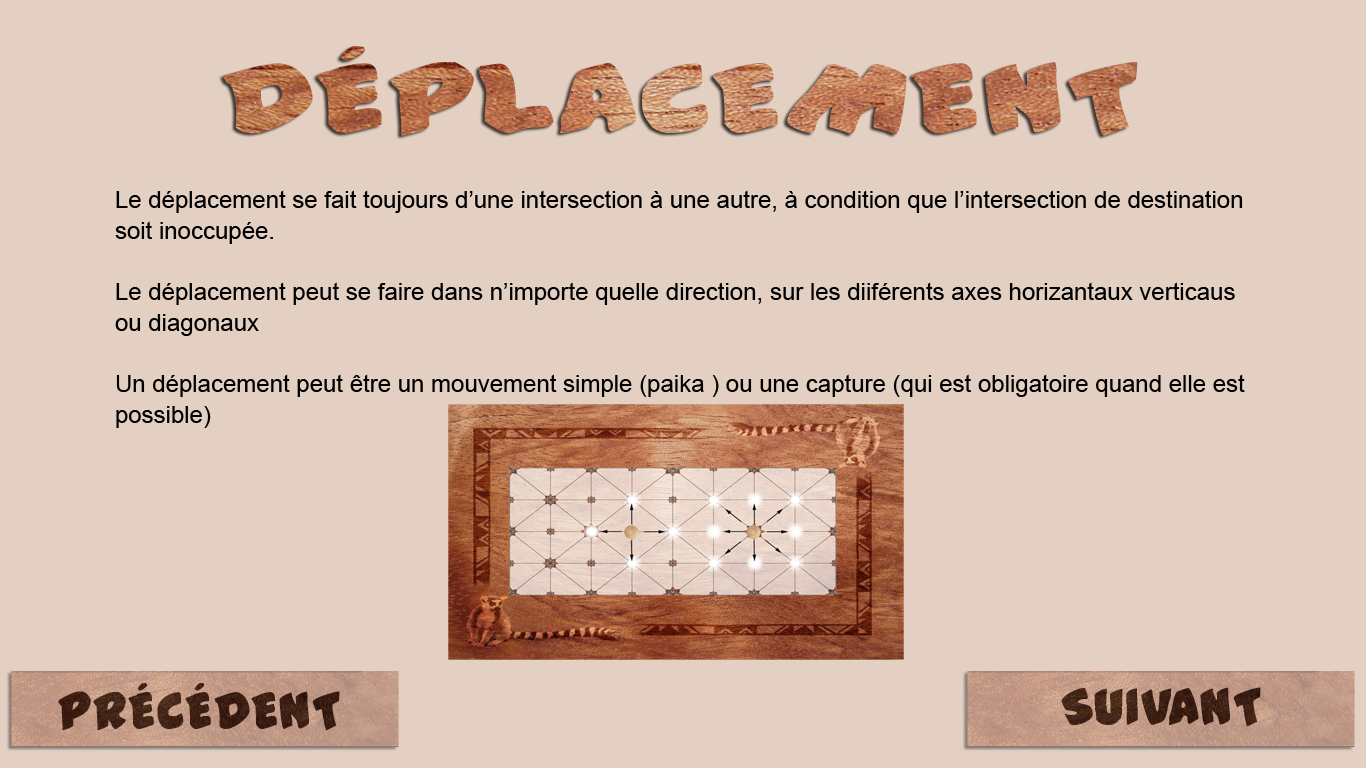 DÉPLACEMENT
Le déplacement se fait toujours d’une intersection à une autre, à condition que l’intersection de destination
soit inoccupée.
Le déplacement peut se faire dans n’importe quelle direction, sur les diiférents axes horizantaux verticaus
ou diagonaux
Un déplacement peut être un mouvement simple (paika ) ou une capture (qui est obligatoire quand elle est
possible)
PRÉCÉDENT
SUIVANT